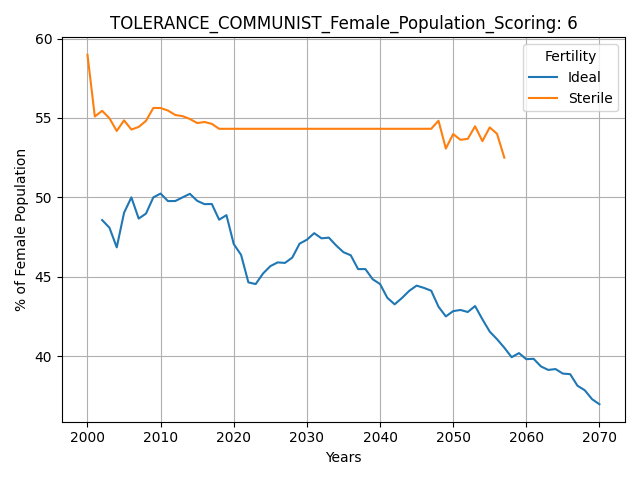 TOLERANCE_COMMUNIST_Female_Population_Scoring: 6
Fertility
Ideal
Sterile
% of Female Population
60
55
50
45
40
2000 2010 2020 2030 2040 2050 2060 2070
Years